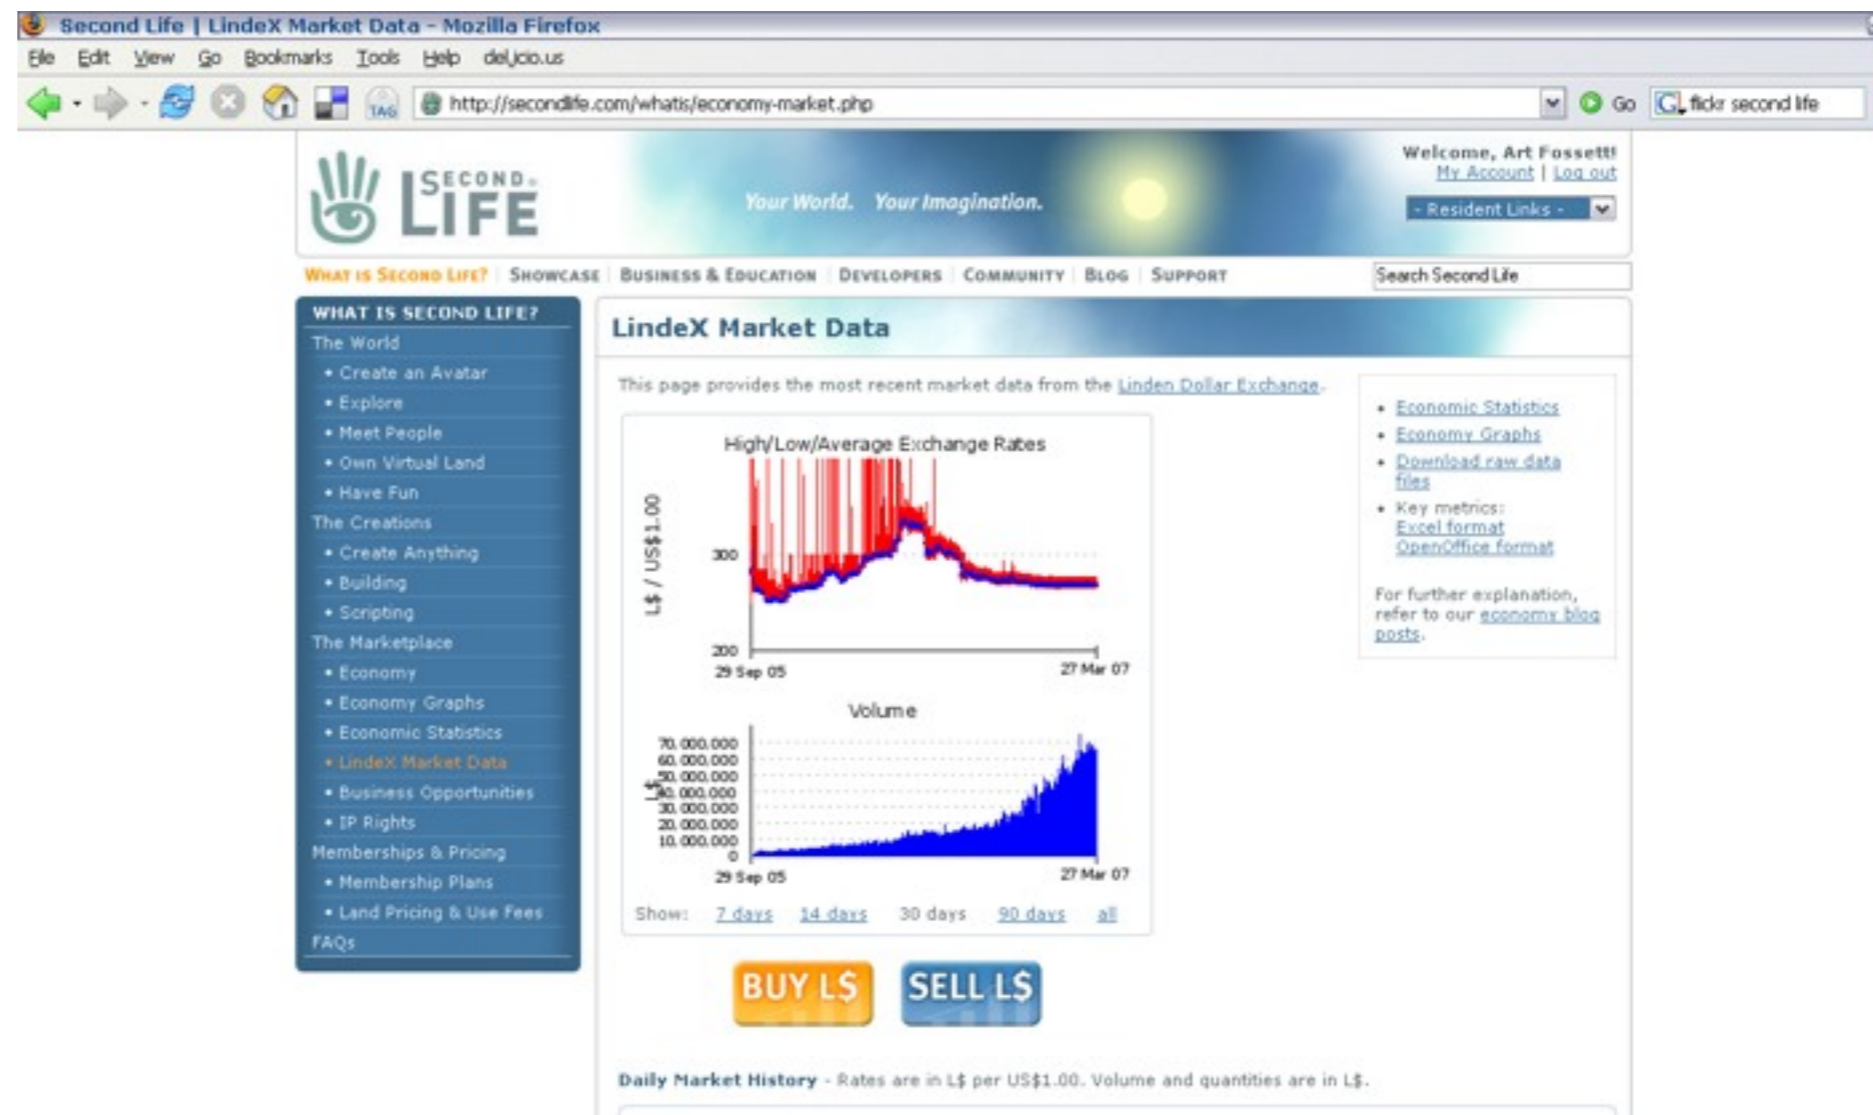 Second Life | LindeX Market Data - Mozilla Firefox
File Edit View Go Bookmarks Tools Help del.icio.us
TAG http://secondlife.com/whatis/economy-market.php Go flickr second life
SECOND LIFE
Your World. Your Imagination.
Welcome, Art Fossett!
My Account | Log out
- Resident Links -
WHAT IS SECOND LIFE? SHOWCASE BUSINESS & EDUCATION DEVELOPERS COMMUNITY BLOG SUPPORT
Search Second Life
WHAT IS SECOND LIFE?
The World
• Create an Avatar
• Explore
• Meet People
• Own Virtual Land
• Have Fun
The Creations
• Create Anything
• Building
• Scripting
The Marketplace
• Economy
• Economy Graphs
• Economic Statistics
• LindeX Market Data
• Business Opportunities
• IP Rights
Memberships & Pricing
• Membership Plans
• Land Pricing & Use Fees
FAQs
LindeX Market Data
This page provides the most recent market data from the Linden Dollar Exchange.
High/Low/Average Exchange Rates
L$ / US$1.00
300
200
29 Sep 05 27 Mar 07
Volume
L$
70.000.000
60.000.000
50.000.000
40.000.000
30.000.000
20.000.000
10.000.000
0
29 Sep 05 27 Mar 07
Show: 7 days 14 days 30 days 90 days all
BUY L$ SELL L$
• Economic Statistics
• Economy Graphs
• Download raw data
files
• Key metrics:
Excel format
OpenOffice format
For further explanation,
refer to our economy blog
posts.
Daily Market History - Rates are in L$ per US$1.00. Volume and quantities are in L$.